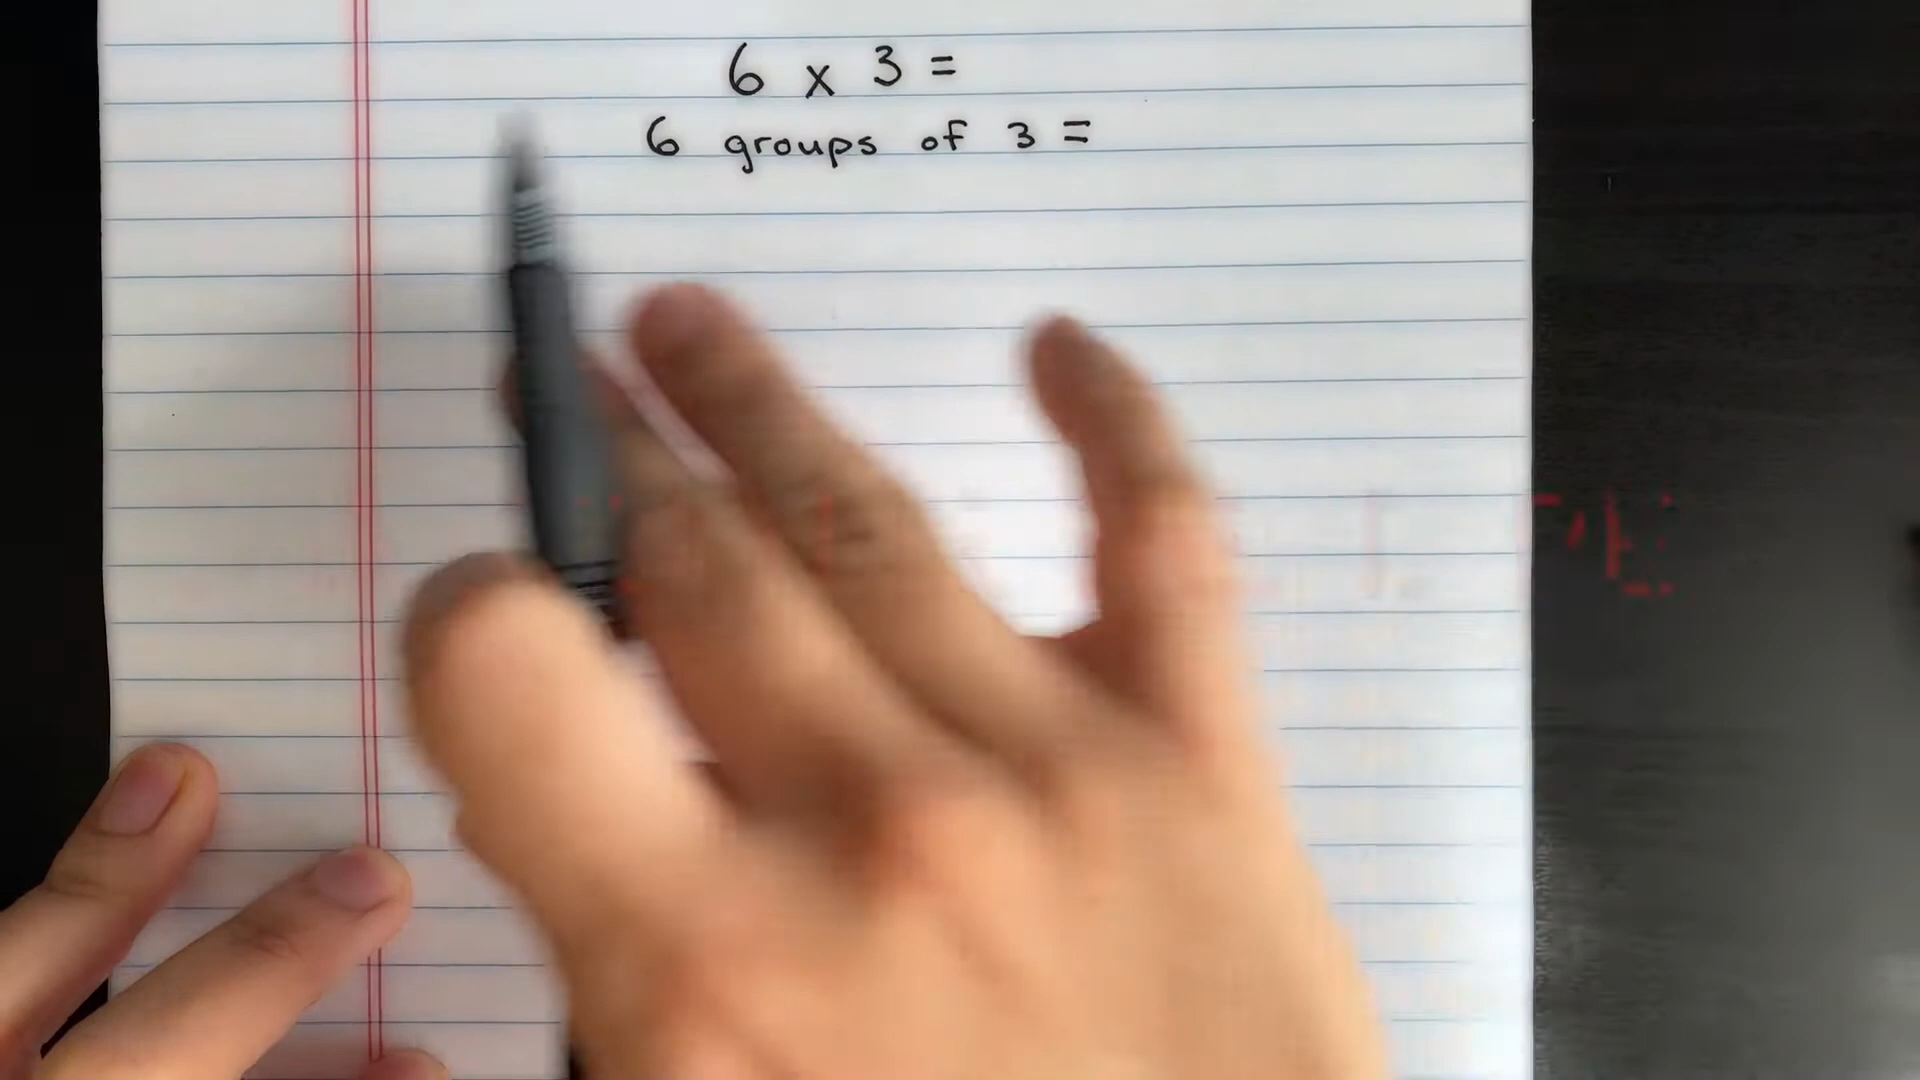 6 x 3 =
6 groups of 3 =